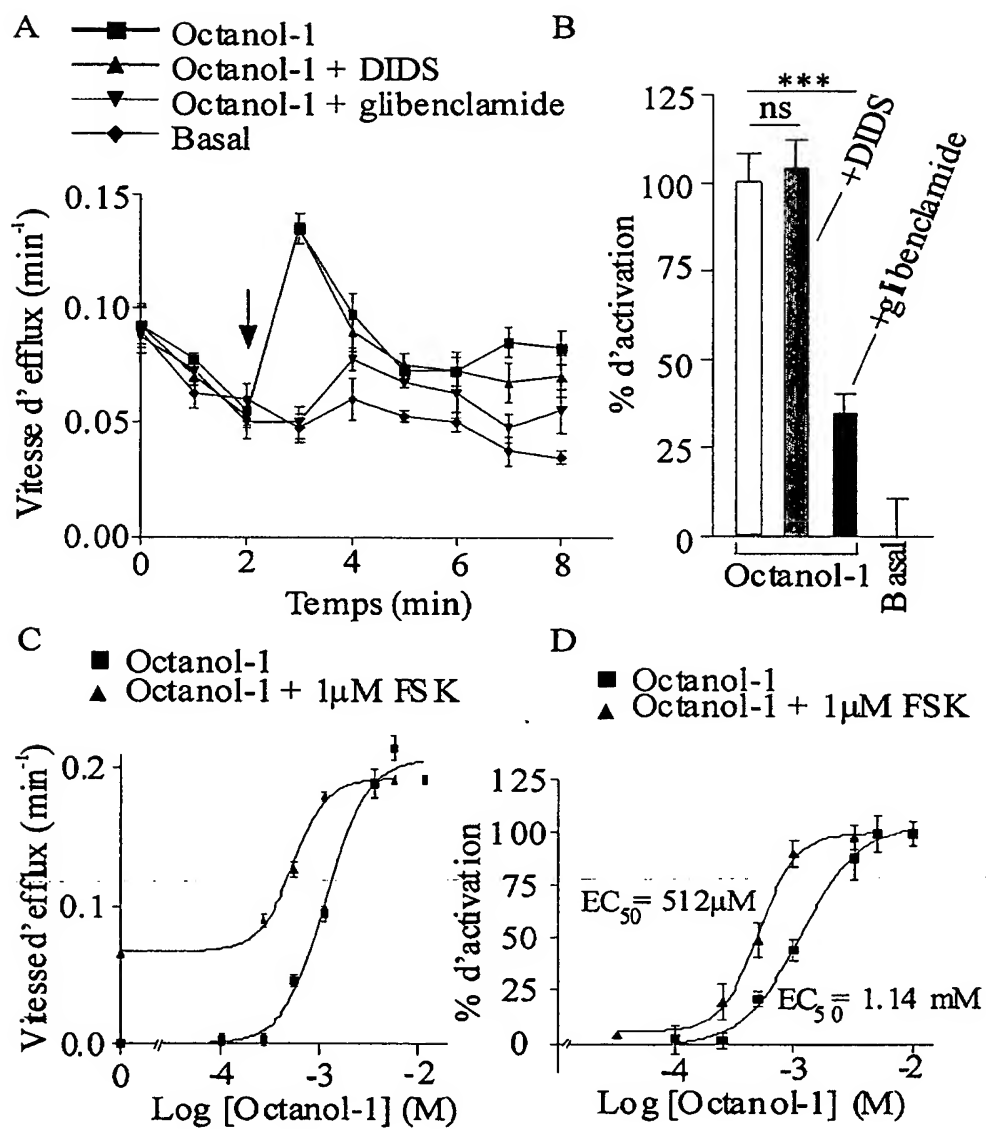 A
Octanol-1
Octanol-1 + DIDS
Octanol-1 + glibenclamide
Basal
Vitesse d'efflux (min-1)
0.15
0.10
0.05
0.00
0 2 4 6 8
Temps (min)
B
% d'activation
125
100
75
50
25
0
***
ns
+DIDS
+glibenclamide
Octanol-1
Basal
C
Octanol-1
Octanol-1 + 1µM FSK
Vitesse d'efflux (min-1)
0.2
0.1
0.0
0 -4 -3 -2
Log [Octanol-1] (M)
D
Octanol-1
Octanol-1 + 1µM FSK
% d'activation
125
100
75
50
25
0
EC50= 512µM
EC50= 1.14 mM
-4 -3 -2
Log [Octanol-1] (M)